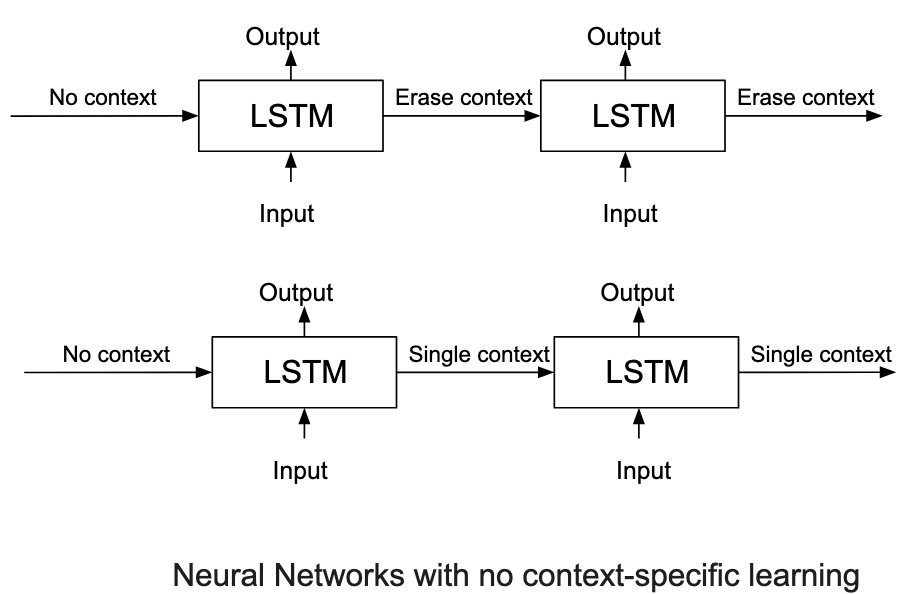 Output Output
No context LSTM Erase context LSTM Erase context
Input Input
Output Output
No context LSTM Single context LSTM Single context
Input Input
Neural Networks with no context-specific learning